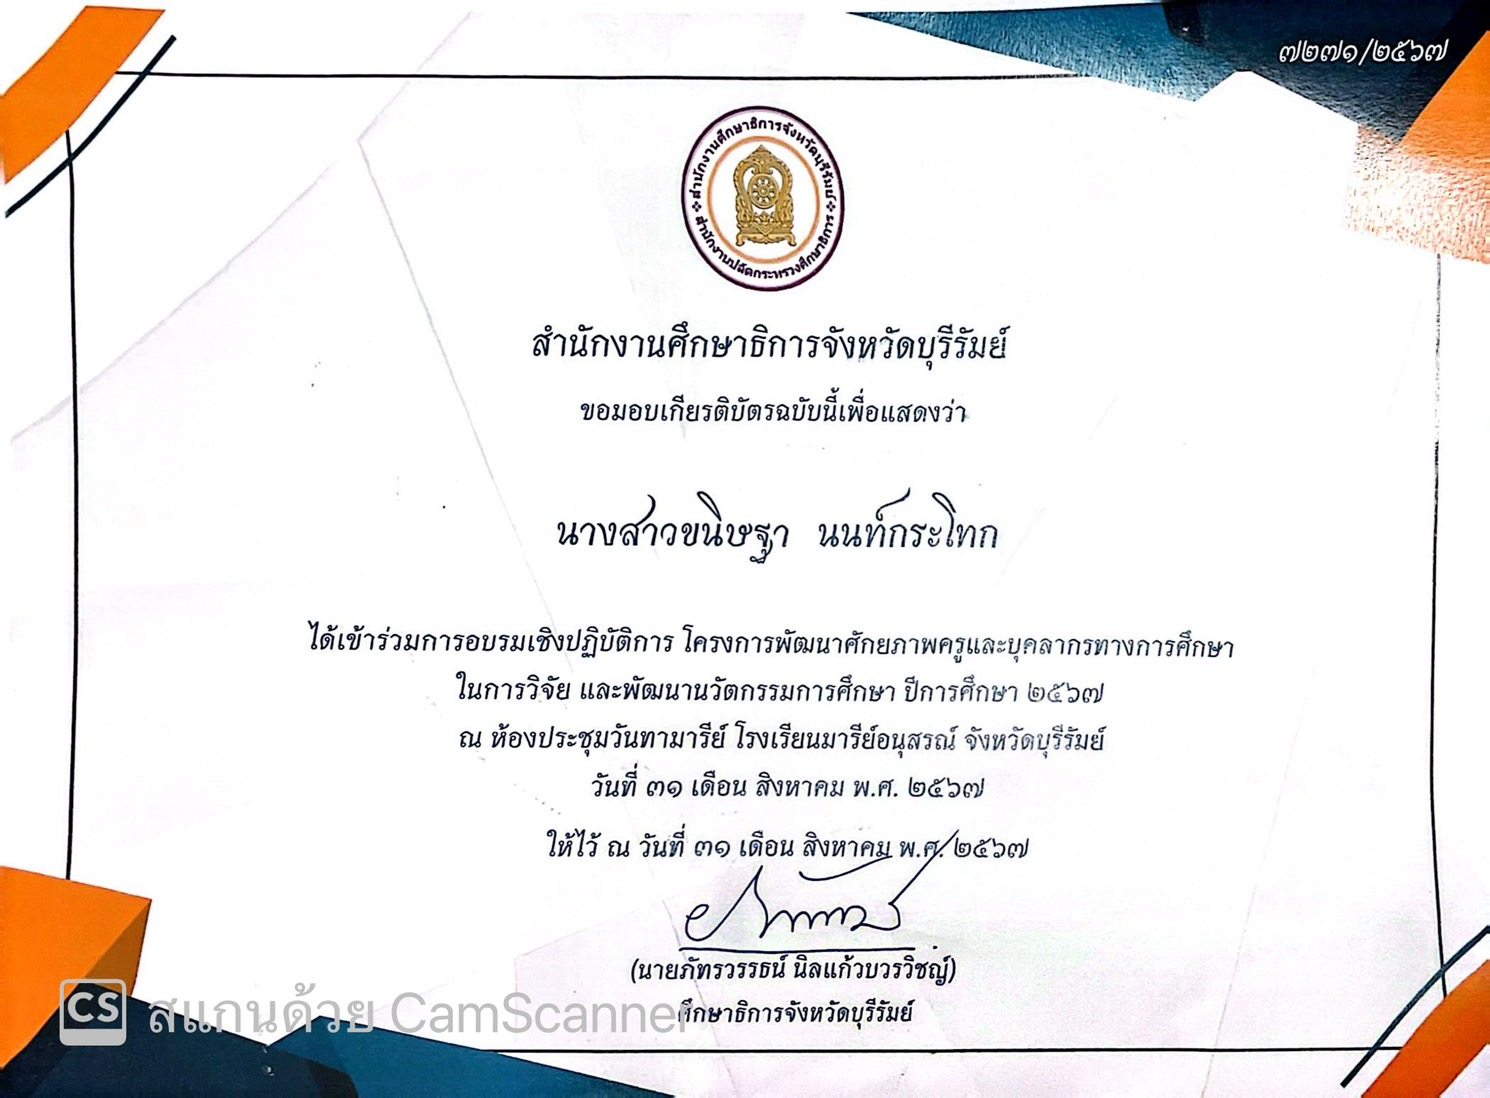 ๗๒๗๑/๒๕๖๗
สำนักงานศึกษาธิการจังหวัดบุรีรัมย์
สำนักงานปลัดกระทรวงศึกษาธิการ
สำนักงานศึกษาธิการจังหวัดบุรีรัมย์
ขอมอบเกียรติบัตรฉบับนี้เพื่อแสดงว่า
นางสาวขนิษฐา นนท์กระโทก
ได้เข้าร่วมการอบรมเชิงปฏิบัติการ โครงการพัฒนาศักยภาพครูและบุคลากรทางการศึกษา
ในการวิจัย และพัฒนานวัตกรรมการศึกษา ปีการศึกษา ๒๕๖๗
ณ ห้องประชุมวันทามารีย์ โรงเรียนมารีย์อนุสรณ์ จังหวัดบุรีรัมย์
วันที่ ๓๑ เดือน สิงหาคม พ.ศ. ๒๕๖๗
ให้ไว้ ณ วันที่ ๓๑ เดือน สิงหาคม พ.ศ. ๒๕๖๗
(นายภัทรวรรธน์ นิลแก้วบวรวิชญ์)
ศึกษาธิการจังหวัดบุรีรัมย์
CS สแกนด้วย CamScanner